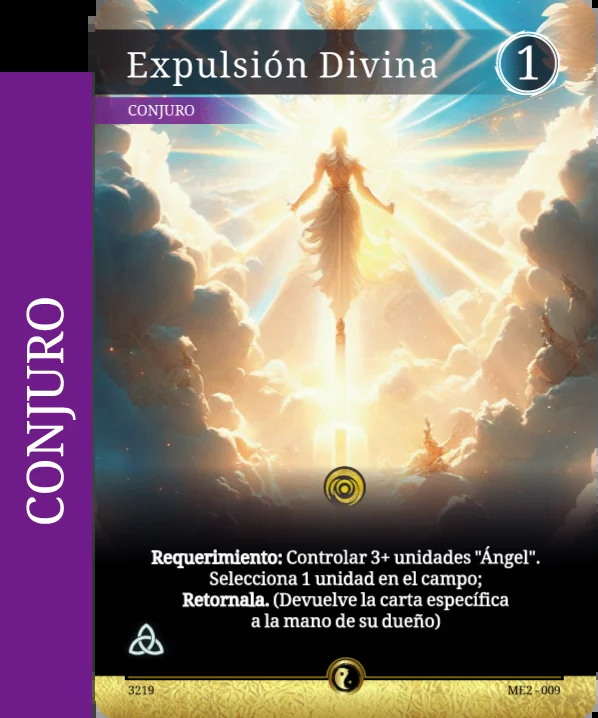 Expulsión Divina
1
CONJURO
CONJURO
Requerimiento: Controlar 3+ unidades "Ángel".
Selecciona 1 unidad en el campo;
Retornala. (Devuelve la carta específica
a la mano de su dueño)
3219
ME2 - 009